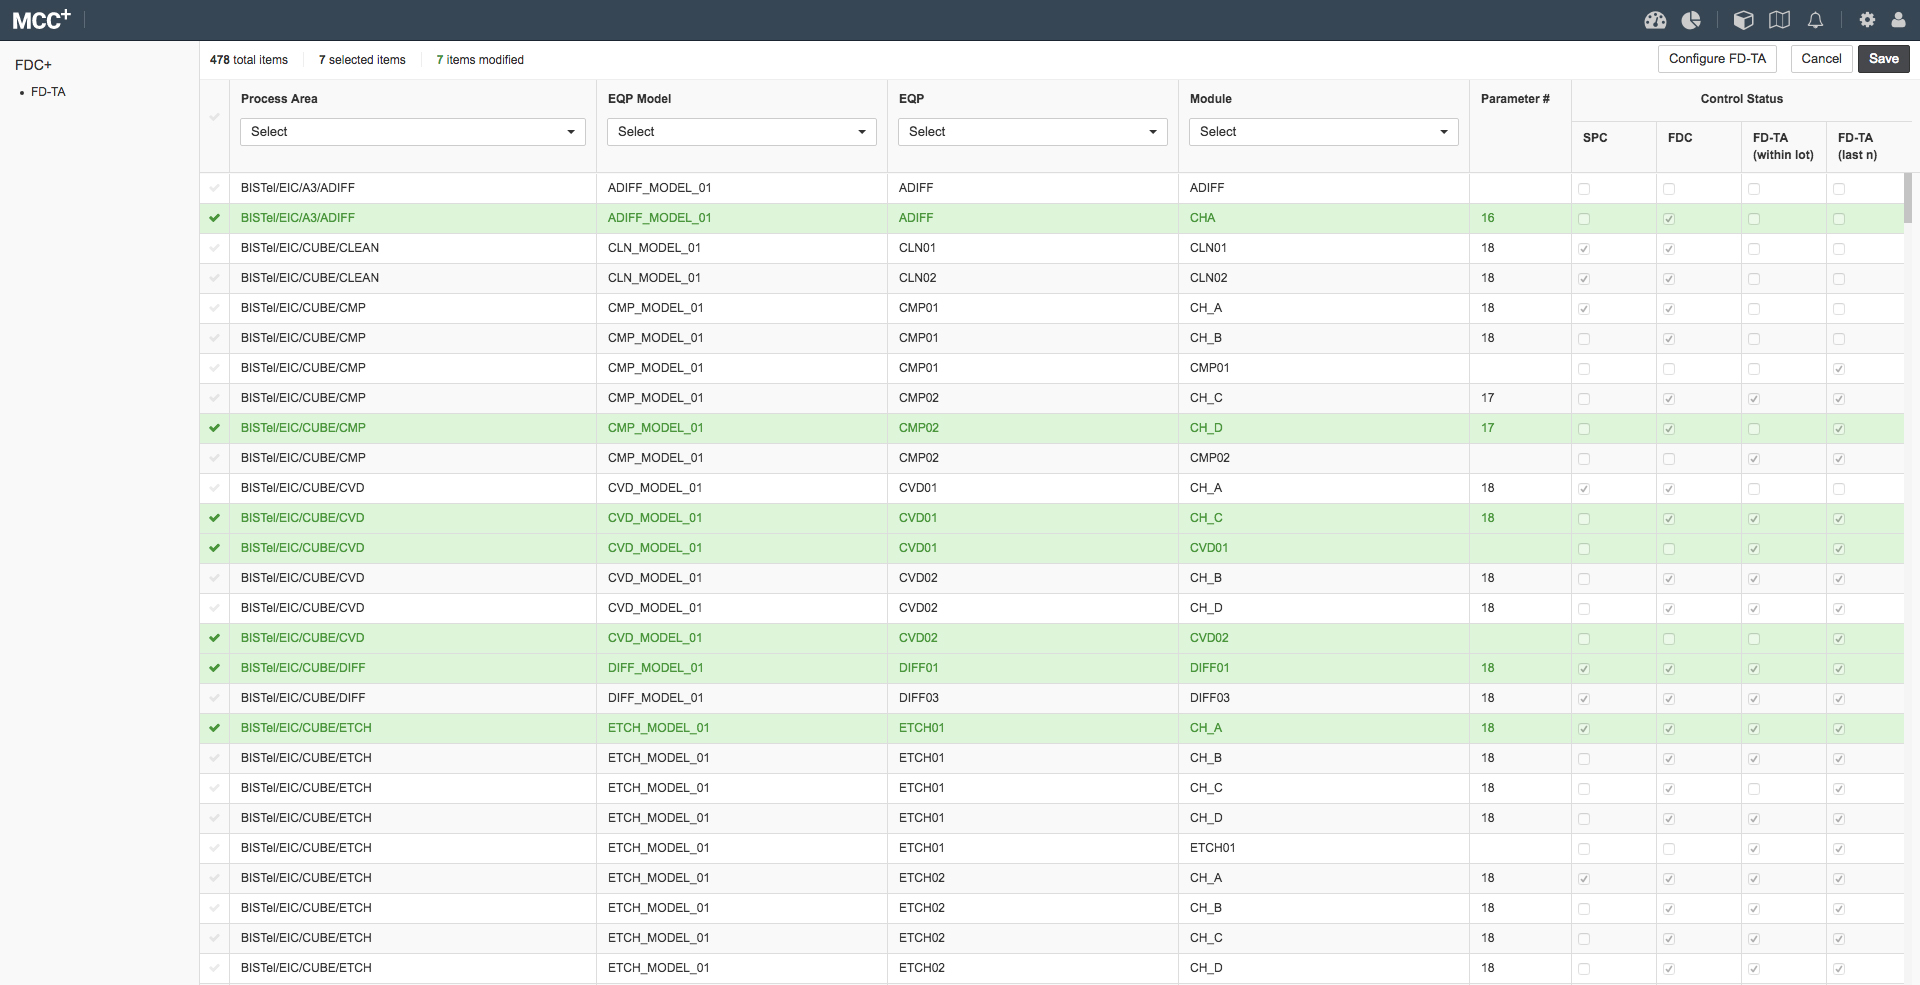 MCC+
FDC+
• FD-TA
478 total items 7 selected items 7 items modified Configure FD-TA Cancel Save
Process Area EQP Model EQP Module Parameter # Control Status
Select Select Select Select
SPC FDC FD-TA (within lot) FD-TA (last n)
BISTel/EIC/A3/ADIFF ADIFF_MODEL_01 ADIFF ADIFF
BISTel/EIC/A3/ADIFF ADIFF_MODEL_01 ADIFF CHA 16
BISTel/EIC/CUBE/CLEAN CLN_MODEL_01 CLN01 CLN01 18
BISTel/EIC/CUBE/CLEAN CLN_MODEL_01 CLN02 CLN02 18
BISTel/EIC/CUBE/CMP CMP_MODEL_01 CMP01 CH_A 18
BISTel/EIC/CUBE/CMP CMP_MODEL_01 CMP01 CH_B 18
BISTel/EIC/CUBE/CMP CMP_MODEL_01 CMP01 CMP01
BISTel/EIC/CUBE/CMP CMP_MODEL_01 CMP02 CH_C 17
BISTel/EIC/CUBE/CMP CMP_MODEL_01 CMP02 CH_D 17
BISTel/EIC/CUBE/CMP CMP_MODEL_01 CMP02 CMP02
BISTel/EIC/CUBE/CVD CVD_MODEL_01 CVD01 CH_A 18
BISTel/EIC/CUBE/CVD CVD_MODEL_01 CVD01 CH_C 18
BISTel/EIC/CUBE/CVD CVD_MODEL_01 CVD01 CVD01
BISTel/EIC/CUBE/CVD CVD_MODEL_01 CVD02 CH_B 18
BISTel/EIC/CUBE/CVD CVD_MODEL_01 CVD02 CH_D 18
BISTel/EIC/CUBE/CVD CVD_MODEL_01 CVD02 CVD02
BISTel/EIC/CUBE/DIFF DIFF_MODEL_01 DIFF01 DIFF01 18
BISTel/EIC/CUBE/DIFF DIFF_MODEL_01 DIFF03 DIFF03 18
BISTel/EIC/CUBE/ETCH ETCH_MODEL_01 ETCH01 CH_A 18
BISTel/EIC/CUBE/ETCH ETCH_MODEL_01 ETCH01 CH_B 18
BISTel/EIC/CUBE/ETCH ETCH_MODEL_01 ETCH01 CH_C 18
BISTel/EIC/CUBE/ETCH ETCH_MODEL_01 ETCH01 CH_D 18
BISTel/EIC/CUBE/ETCH ETCH_MODEL_01 ETCH01 ETCH01
BISTel/EIC/CUBE/ETCH ETCH_MODEL_01 ETCH02 CH_A 18
BISTel/EIC/CUBE/ETCH ETCH_MODEL_01 ETCH02 CH_B 18
BISTel/EIC/CUBE/ETCH ETCH_MODEL_01 ETCH02 CH_C 18
BISTel/EIC/CUBE/ETCH ETCH_MODEL_01 ETCH02 CH_D 18